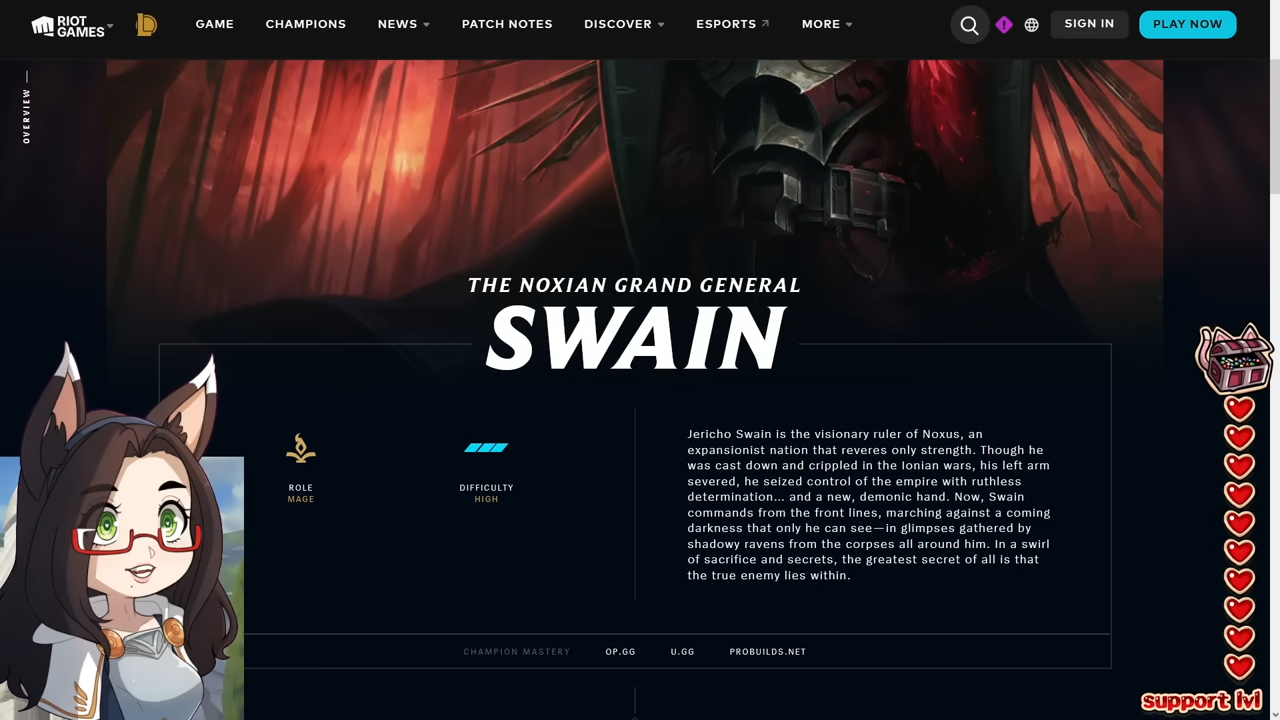 RIOT GAMES
GAME
CHAMPIONS
NEWS
PATCH NOTES
DISCOVER
ESPORTS
MORE
SIGN IN
PLAY NOW
OVERVIEW
THE NOXIAN GRAND GENERAL
SWAIN
ROLE
MAGE
DIFFICULTY
HIGH
Jericho Swain is the visionary ruler of Noxus, an
expansionist nation that reveres only strength. Though he
was cast down and crippled in the Ionian wars, his left arm
severed, he seized control of the empire with ruthless
determination... and a new, demonic hand. Now, Swain
commands from the front lines, marching against a coming
darkness that only he can see—in glimpses gathered by
shadowy ravens from the corpses all around him. In a swirl
of sacrifice and secrets, the greatest secret of all is that
the true enemy lies within.
CHAMPION MASTERY
OP.GG
U.GG
PROBUILDS.NET
support lvl